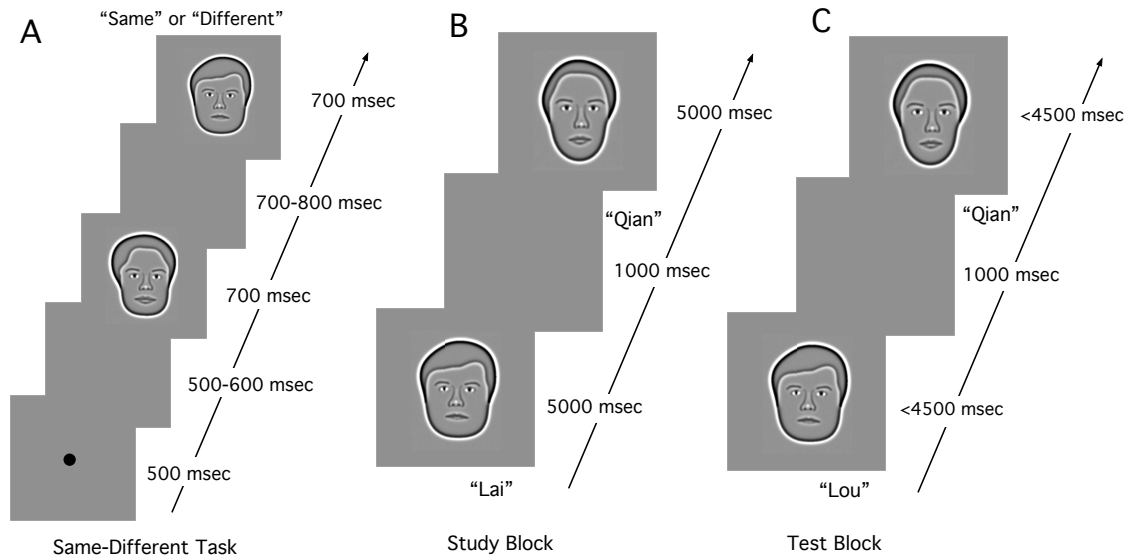 A
"Same" or "Different"
700 msec
700-800 msec
700 msec
500-600 msec
500 msec
Same-Different Task
B
5000 msec
"Qian"
1000 msec
5000 msec
"Lai"
Study Block
C
<4500 msec
"Qian"
1000 msec
<4500 msec
"Lou"
Test Block